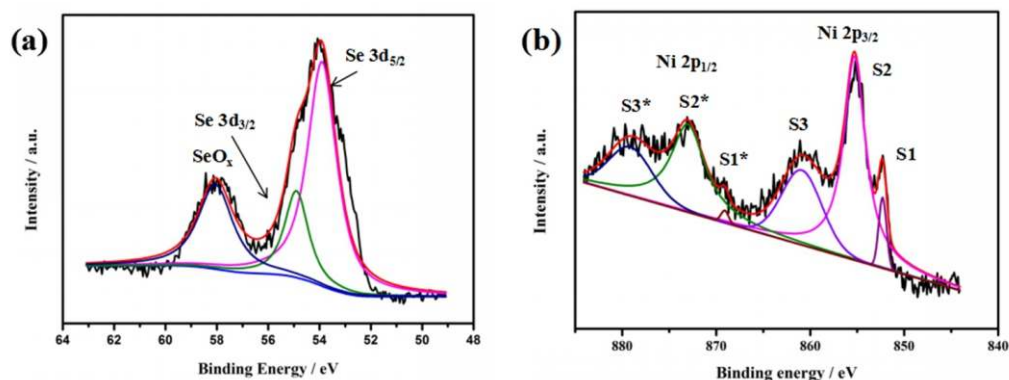 (a)
Se 3d5/2
Se 3d3/2
SeOx
Intensity / a.u.
64 62 60 58 56 54 52 50 48 46
Binding Energy / eV
(b)
Ni 2p3/2
Ni 2p1/2
S2
S3* S2*
S3
S1
S1*
Intensity / a.u.
880 870 860 850 840
Binding energy / eV